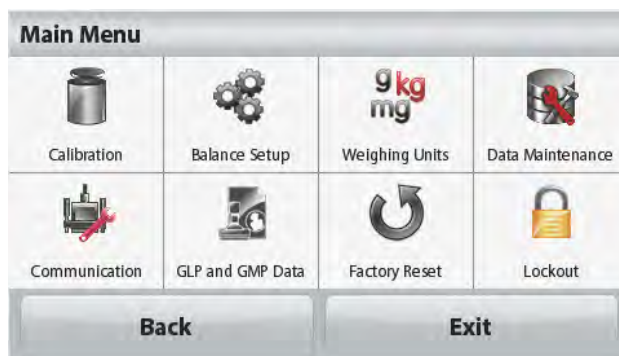 Main Menu
g kg
mg
Calibration Balance Setup Weighing Units Data Maintenance
Communication GLP and GMP Data Factory Reset Lockout
Back Exit